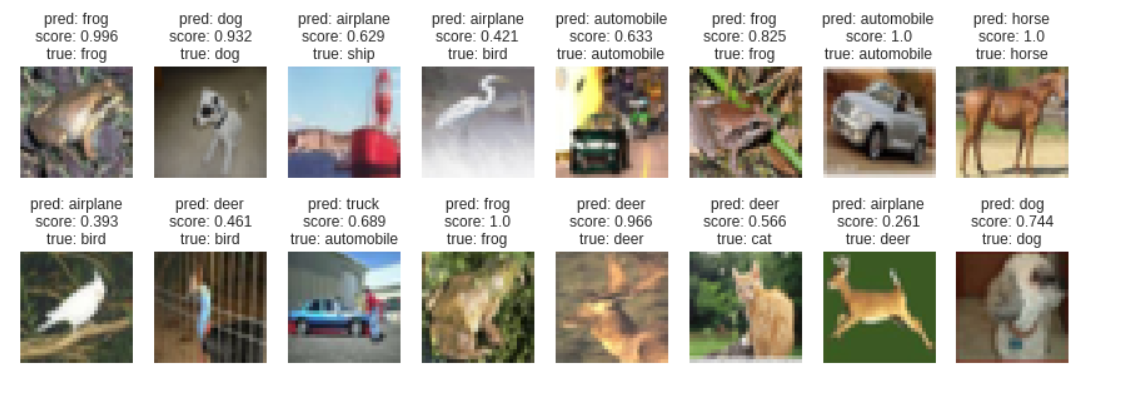 pred: frog
score: 0.996
true: frog
pred: dog
score: 0.932
true: dog
pred: airplane
score: 0.629
true: ship
pred: airplane
score: 0.421
true: bird
pred: automobile
score: 0.633
true: automobile
pred: frog
score: 0.825
true: frog
pred: automobile
score: 1.0
true: automobile
pred: horse
score: 1.0
true: horse
pred: airplane
score: 0.393
true: bird
pred: deer
score: 0.461
true: bird
pred: truck
score: 0.689
true: automobile
pred: frog
score: 1.0
true: frog
pred: deer
score: 0.966
true: deer
pred: deer
score: 0.566
true: cat
pred: airplane
score: 0.261
true: deer
pred: dog
score: 0.744
true: dog